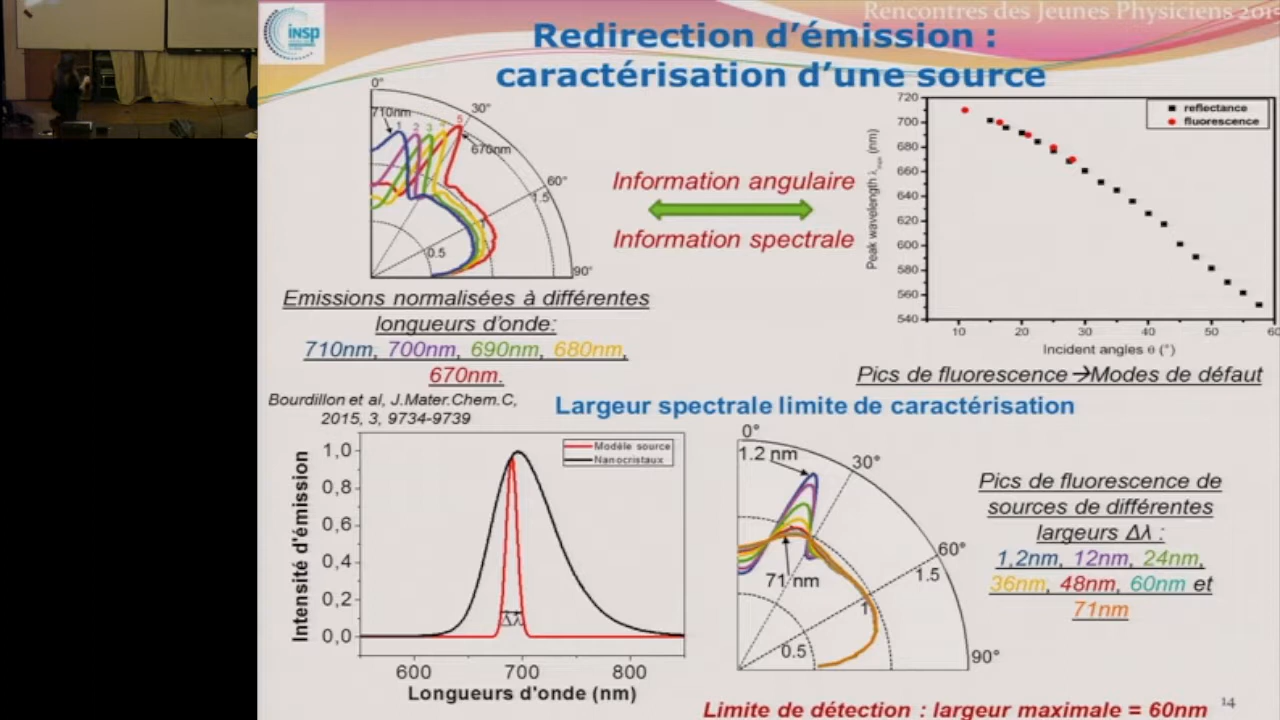 Rencontres des Jeunes Physiciens 201
insp
Redirection d'émission :
caractérisation d'une source
0°
710nm
30°
1 2 3 4 5
670nm
60°
1.5
1
0.5
90°
Information angulaire
Information spectrale
reflectance
fluorescence
Peak wavelength λ (nm)
720
700
680
660
640
620
600
580
560
540
10 20 30 40 50 60
Incident angles θ (°)
Emissions normalisées à différentes
longueurs d'onde:
710nm, 700nm, 690nm, 680nm,
670nm.
Pics de fluorescence →Modes de défaut
Bourdillon et al, J.Mater.Chem.C,
2015, 3, 9734-9739
Largeur spectrale limite de caractérisation
Modèle source
Nanocristaux
Intensité d'émission
1,0
0,8
0,6
0,4
0,2
0,0
Δλ
600 700 800
Longueurs d'onde (nm)
0°
1.2 nm
30°
60°
1.5
71 nm
1
0.5
90°
Pics de fluorescence de
sources de différentes
largeurs Δλ :
1,2nm, 12nm, 24nm,
36nm, 48nm, 60nm et
71nm
Limite de détection : largeur maximale = 60nm
14